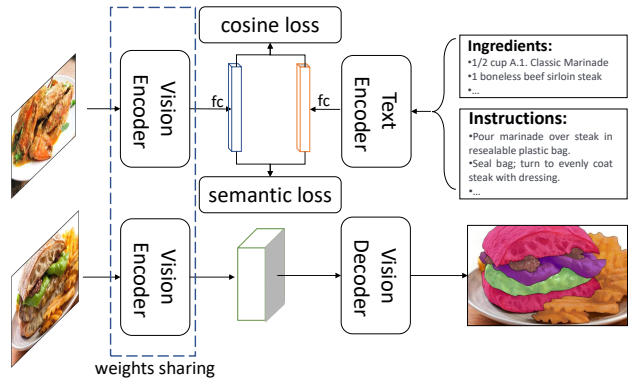 cosine loss
Vision
Encoder
fc
fc
Text
Encoder
Ingredients:
•1/2 cup A.1. Classic Marinade
•1 boneless beef sirloin steak
•...
Instructions:
•Pour marinade over steak in
resealable plastic bag.
•Seal bag; turn to evenly coat
steak with dressing.
•...
semantic loss
Vision
Encoder
Vision
Decoder
weights sharing